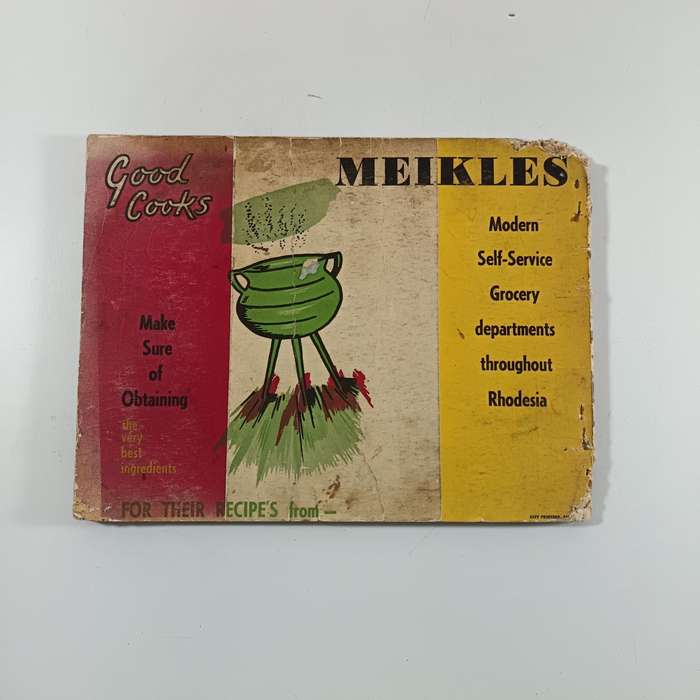 Good
Cooks
Make
Sure
of
Obtaining
the
very
best
ingredients
FOR THEIR RECIPE'S from —
MEIKLES
Modern
Self-Service
Grocery
departments
throughout
Rhodesia